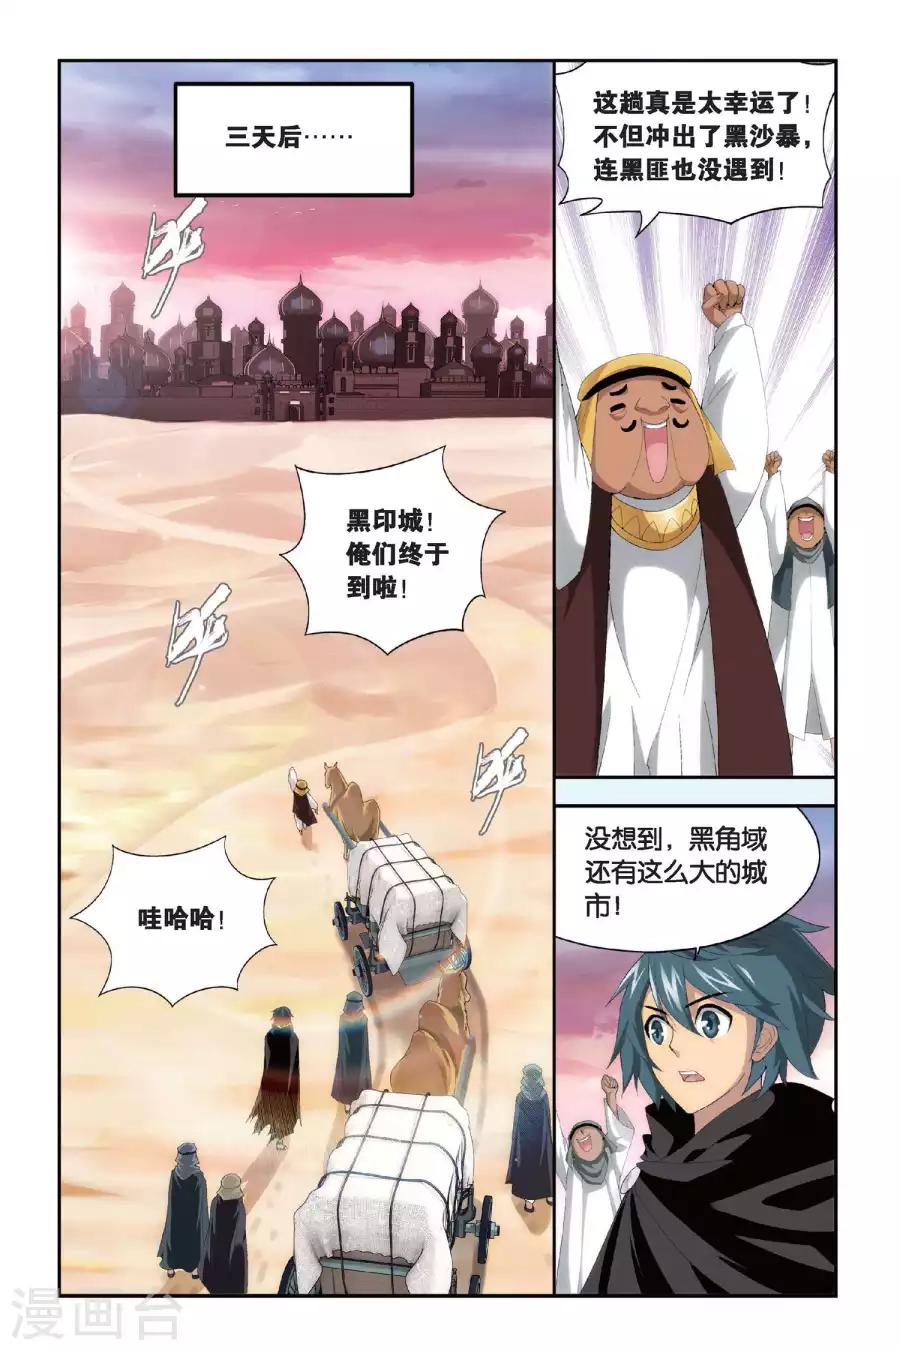 三天后……
呼
黑印城！
俺们终于
到啦！
呼
呼
哇哈哈！
这趟真是太幸运了！
不但冲出了黑沙暴，
连黑匪也没遇到！
没想到，黑角域
还有这么大的城
市！
漫画台